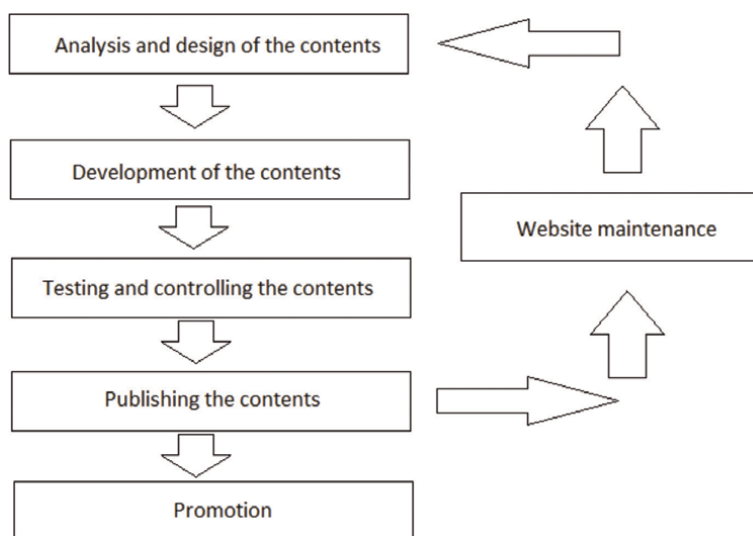 Analysis and design of the contents
Development of the contents
Website maintenance
Testing and controlling the contents
Publishing the contents
Promotion